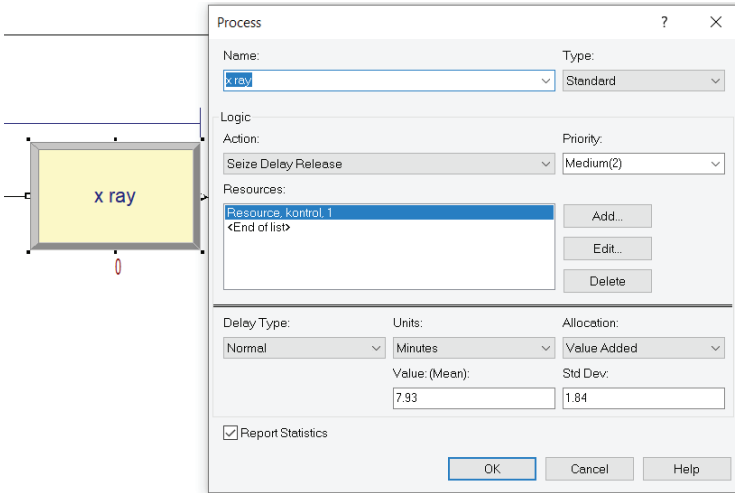 Process
?
Name:
Type:
x ray
Standard
Logic
Action:
Priority:
Seize Delay Release
Medium(2)
Resources:
Resource, kontrol, 1
<End of list>
Add...
Edit...
Delete
Delay Type:
Units:
Allocation:
Normal
Minutes
Value Added
Value: (Mean):
Std Dev:
7.93
1.84
Report Statistics
OK
Cancel
Help
x ray
0